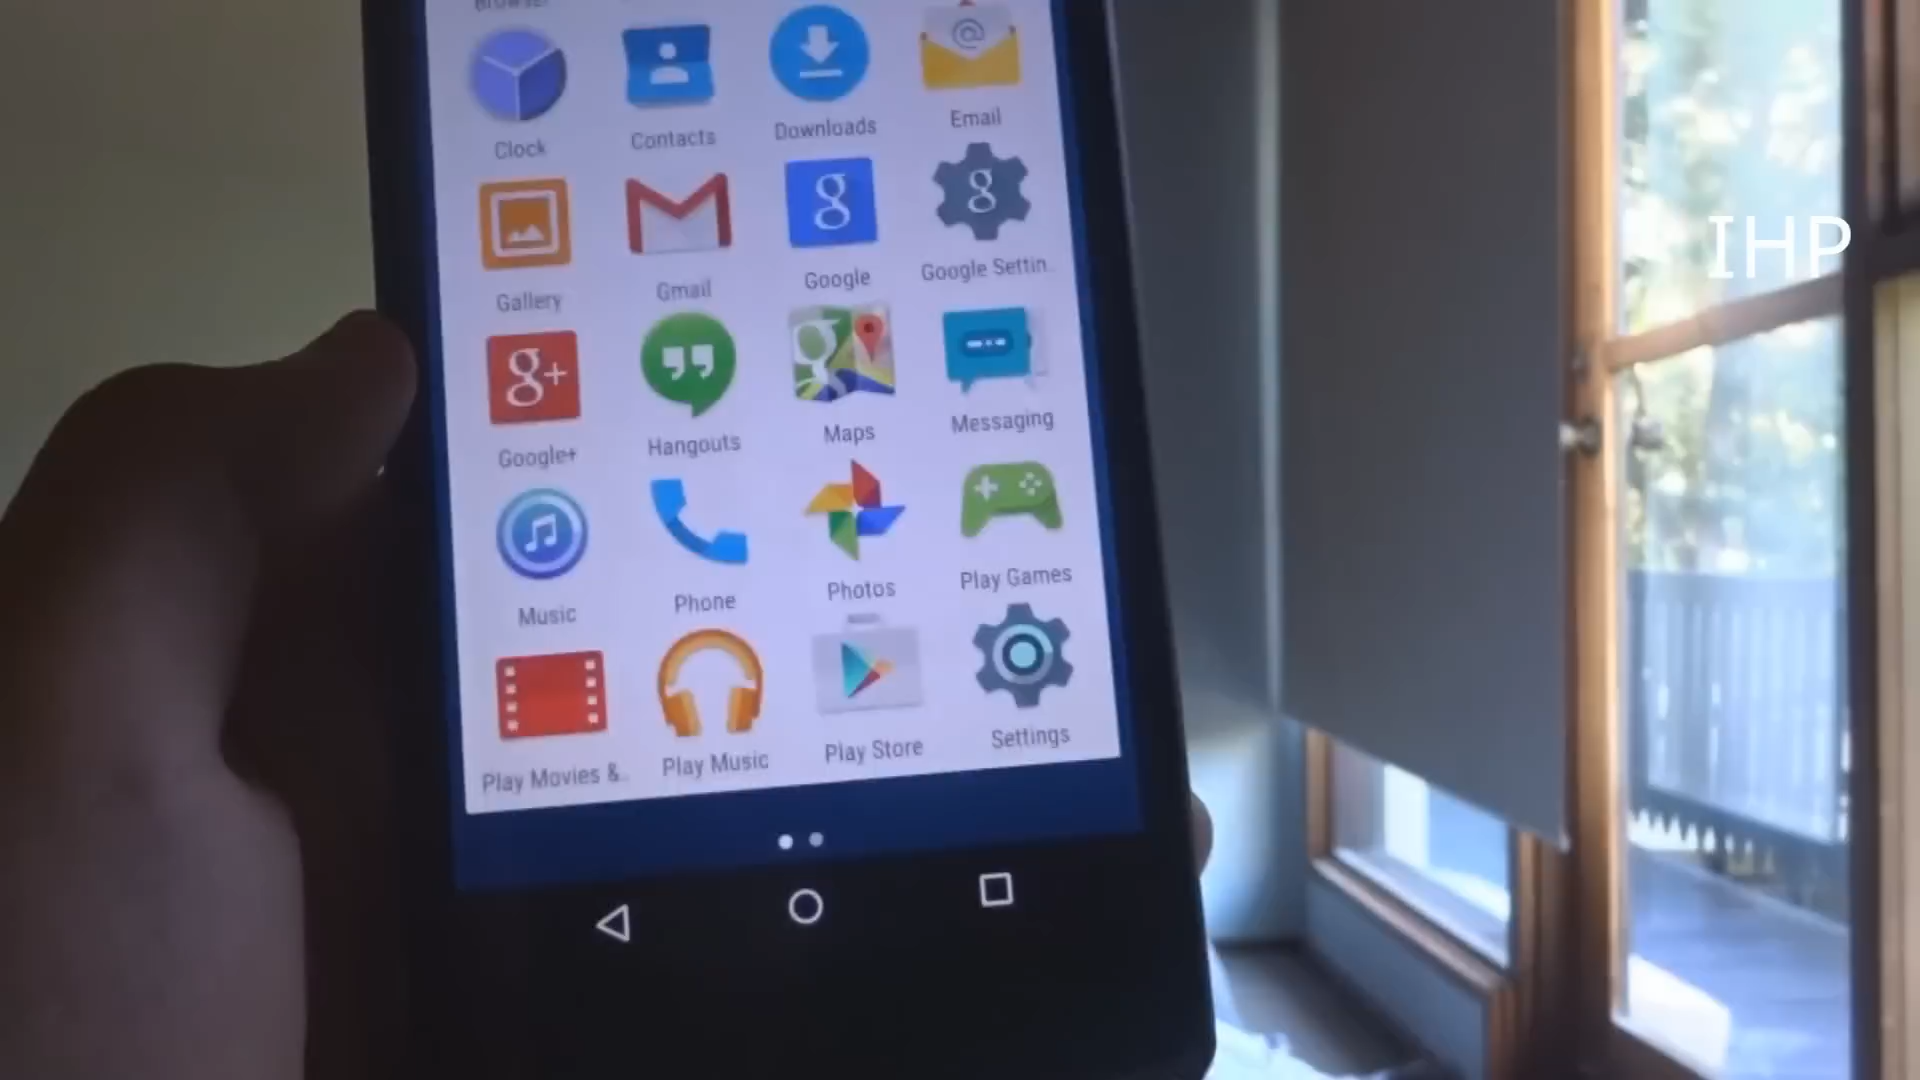 Browser
Clock Contacts Downloads Email
Gallery Gmail Google Google Settin..
Google+ Hangouts Maps Messaging
Music Phone Photos Play Games
Play Movies &.. Play Music Play Store Settings
IHP